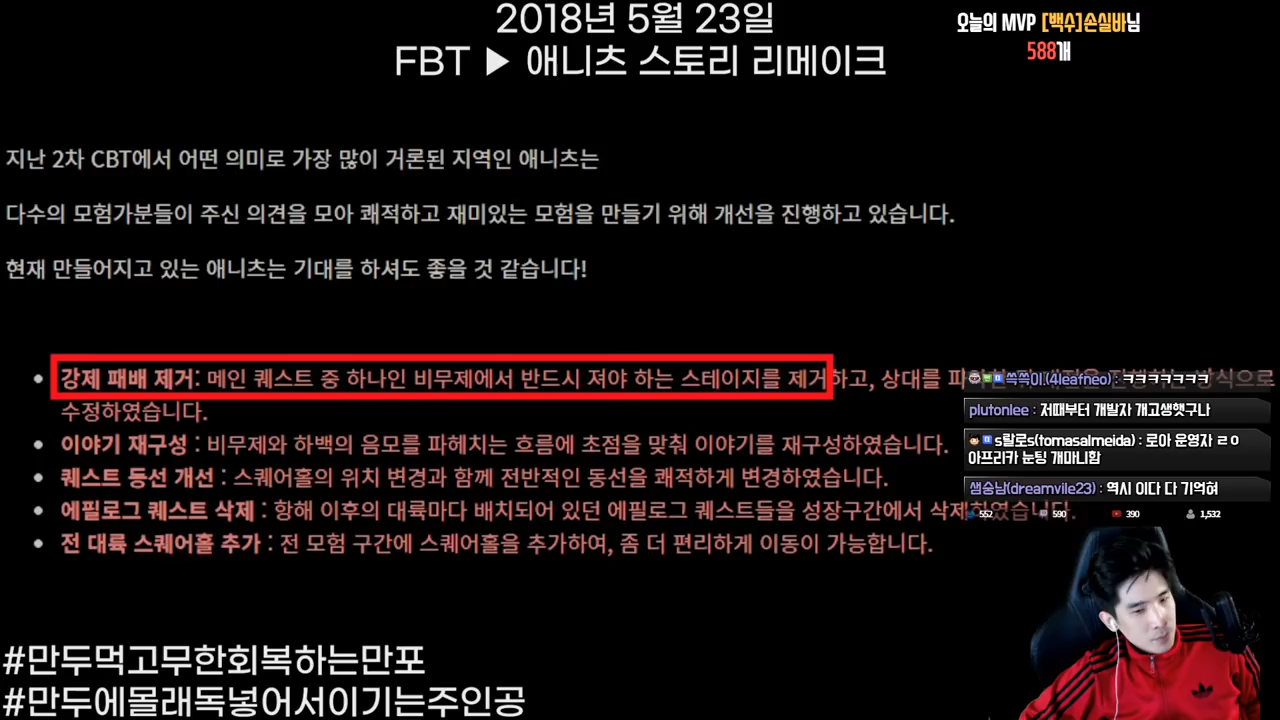 2018년 5월 23일
FBT ▶ 애니츠 스토리 리메이크
오늘의 MVP [백수]손실바님
588개
지난 2차 CBT에서 어떤 의미로 가장 많이 거론된 지역인 애니츠는
다수의 모험가분들이 주신 의견을 모아 쾌적하고 재미있는 모험을 만들기 위해 개선을 진행하고 있습니다.
현재 만들어지고 있는 애니츠는 기대를 하셔도 좋을 것 같습니다!
• 강제 패배 제거: 메인 퀘스트 중 하나인 비무제에서 반드시 져야 하는 스테이지를 제거하고, 상대를 방식으로
수정하였습니다.
• 이야기 재구성 : 비무제와 하백의 음모를 파헤치는 흐름에 초점을 맞춰 이야기를 재구성하였습니다.
• 퀘스트 동선 개선 : 스퀘어홀의 위치 변경과 함께 전반적인 동선을 쾌적하게 변경하였습니다.
• 에필로그 퀘스트 삭제 : 항해 이후의 대륙마다 배치되어 있던 에필로그 퀘스트들을 성장구간에서 삭제하였습니다.
• 전 대륙 스퀘어홀 추가 : 전 모험 구간에 스퀘어홀을 추가하여, 좀 더 편리하게 이동이 가능합니다.
쓱쓱이.(4leafneo) : ㅋㅋㅋㅋㅋㅋㅋ
plutonlee : 저때부터 개발자 개고생햇구나
s랄로s(tomasalmeida) : 로아 운영자 ㄹㅇ
아프리카 눈팅 개마니함
샘숭남(dreamvile23) : 역시 이다 다 기억혀
552 590 390 1,532
#만두먹고무한회복하는만포
#만두에몰래독넣어서이기는주인공